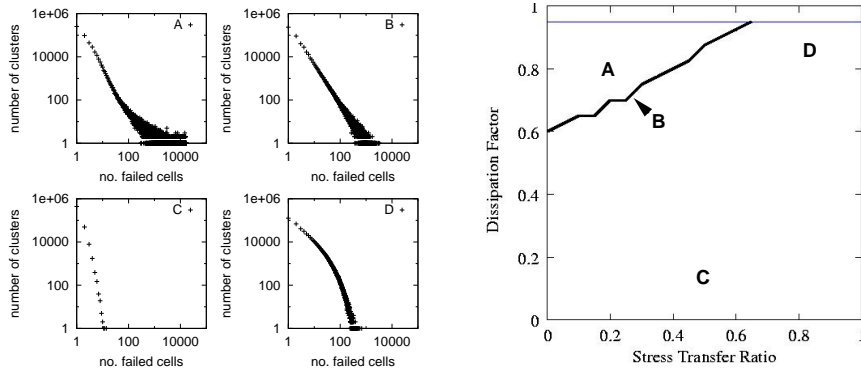 A
number of clusters
1e+06
10000
100
1
1
100
10000
no. failed cells
B
number of clusters
1e+06
10000
100
1
1
100
10000
no. failed cells
C
number of clusters
1e+06
10000
100
1
1
100
10000
no. failed cells
D
number of clusters
1e+06
10000
100
1
1
100
10000
no. failed cells
Dissipation Factor
1
0.8
0.6
0.4
0.2
0
A
B
C
D
0
0.2
0.4
0.6
0.8
1
Stress Transfer Ratio